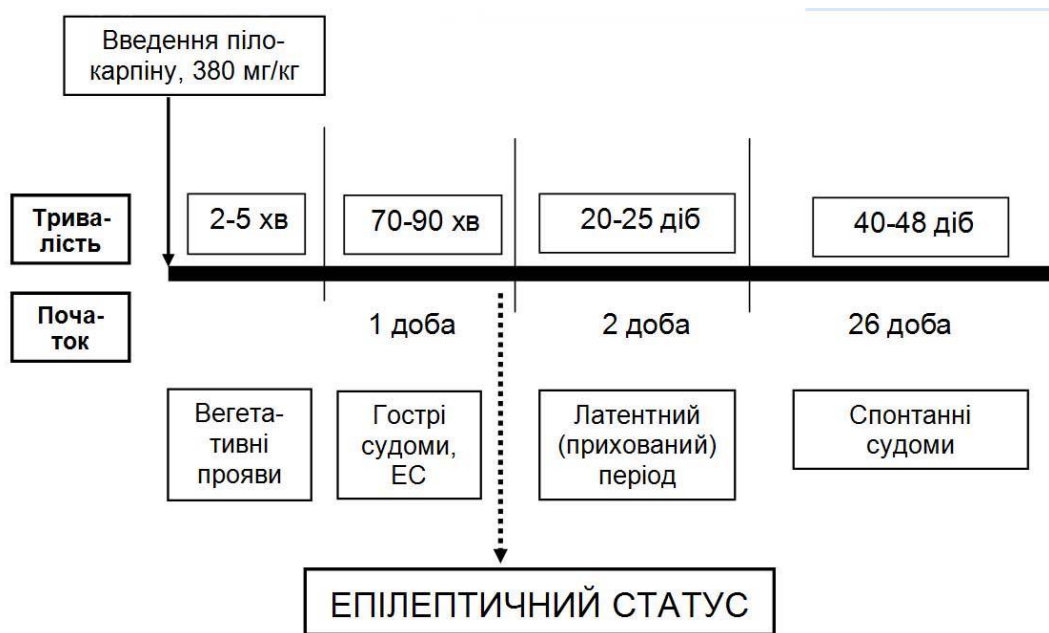 Введення піло-
карпіну, 380 мг/кг
Трива-
лість
2-5 хв
70-90 хв
20-25 діб
40-48 діб
Поча-
ток
1 доба
2 доба
26 доба
Вегета-
тивні
прояви
Гострі
судоми,
ЕС
Латентний
(прихований)
період
Спонтанні
судоми
ЕПІЛЕПТИЧНИЙ СТАТУС